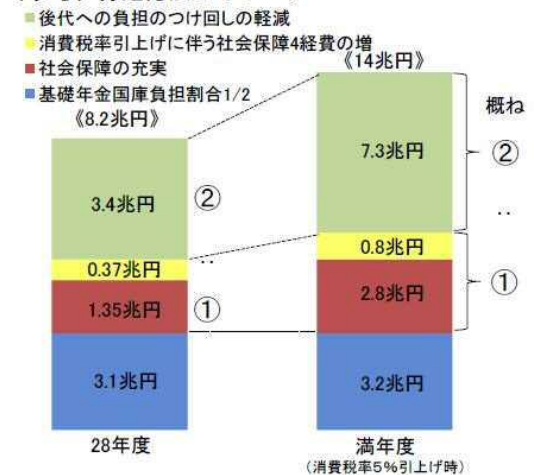 ■後代への負担のつけ回しの軽減
■消費税率引上げに伴う社会保障4経費の増
■社会保障の充実
■基礎年金国庫負担割合1/2
《8.2兆円》
《14兆円》
概ね
7.3兆円
②
3.4兆円
②
‥
0.37兆円
‥
0.8兆円
1.35兆円
①
2.8兆円
①
3.1兆円
3.2兆円
28年度
満年度
(消費税率5%引上げ時)